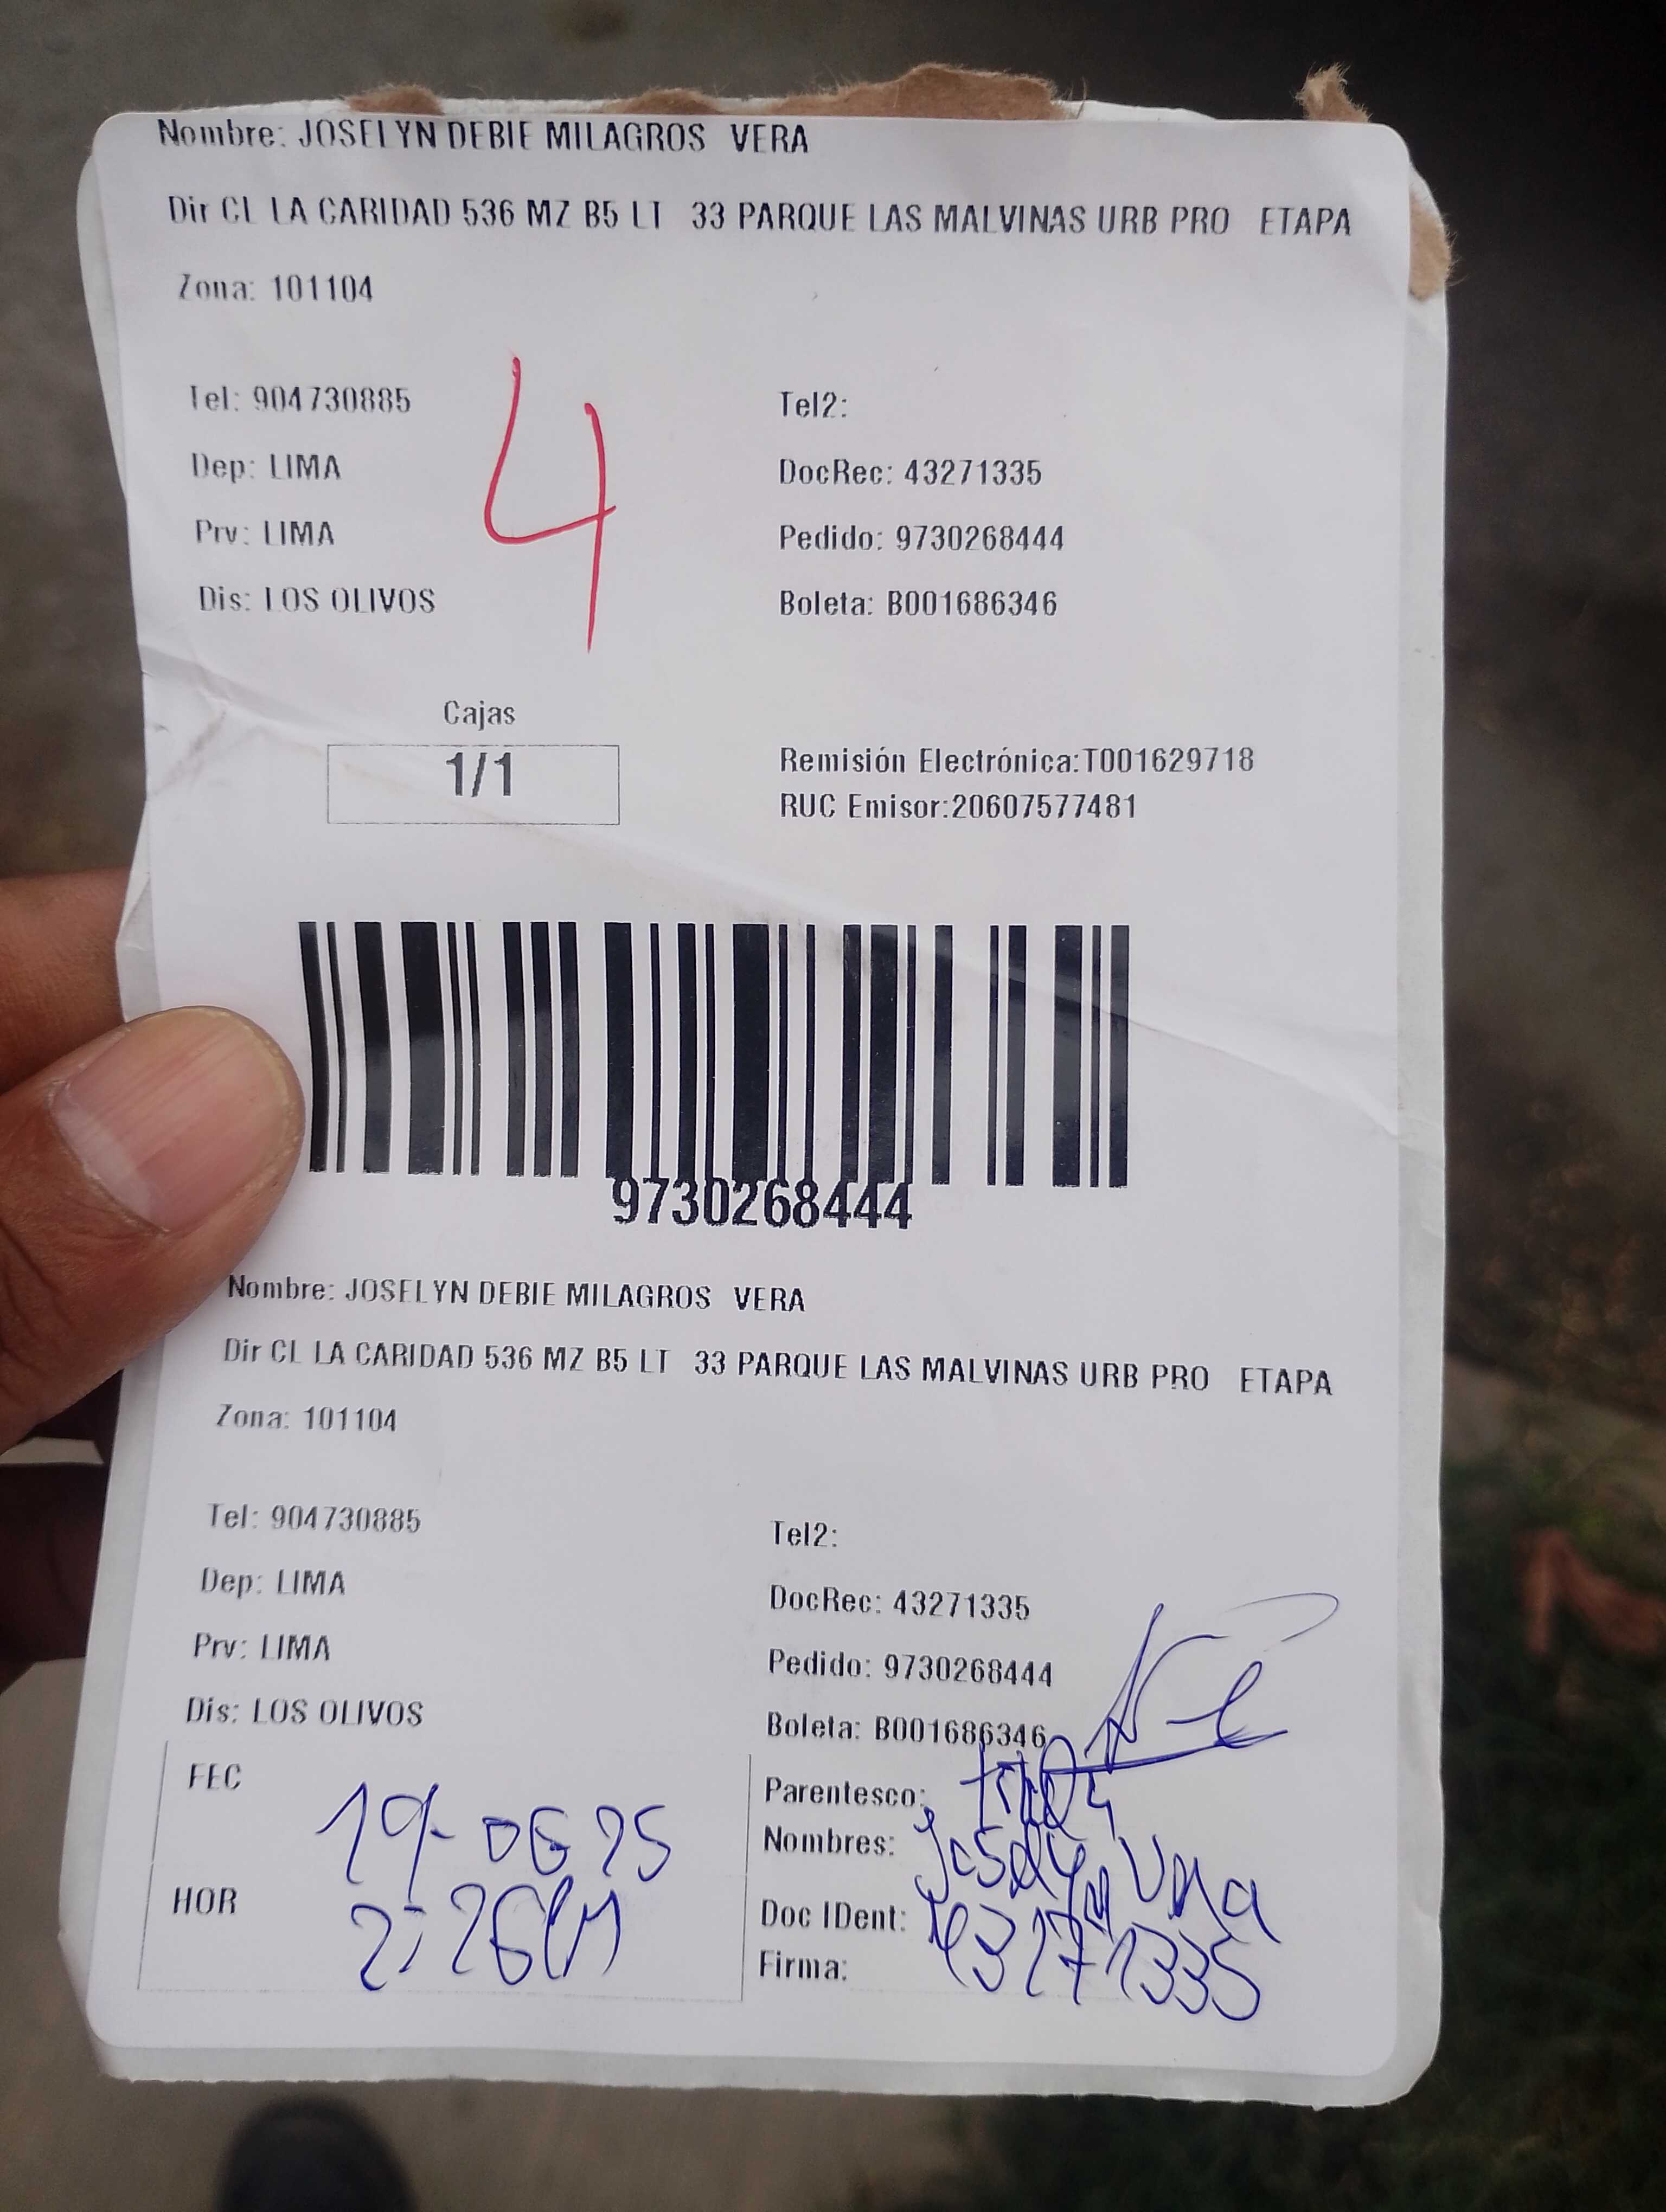 Nombre: JOSELYN DEBIE MILAGROS VERA
Dir CL LA CARIDAD 536 MZ B5 LT 33 PARQUE LAS MALVINAS URB PRO ETAPA
Zona: 101104
4
Tel: 904730885
Tel2:
Dep: LIMA
DocRec: 43271335
Prv: LIMA
Pedido: 9730268444
Dis: LOS OLIVOS
Boleta: B001686346
Cajas
1/1
Remisión Electrónica:T001629718
RUC Emisor:20607577481
9730268444
Nombre: JOSELYN DEBIE MILAGROS VERA
Dir CL LA CARIDAD 536 MZ B5 LT 33 PARQUE LAS MALVINAS URB PRO ETAPA
Zona: 101104
Tel: 904730885
Tel2:
Dep: LIMA
DocRec: 43271335
Prv: LIMA
Pedido: 9730268444
Dis: LOS OLIVOS
Boleta: B001686346
FEC 19-06 25
Parentesco:
Nombres: Joselyn Vera
HOR 2:26PM
Doc IDent: 43271335
Firma: